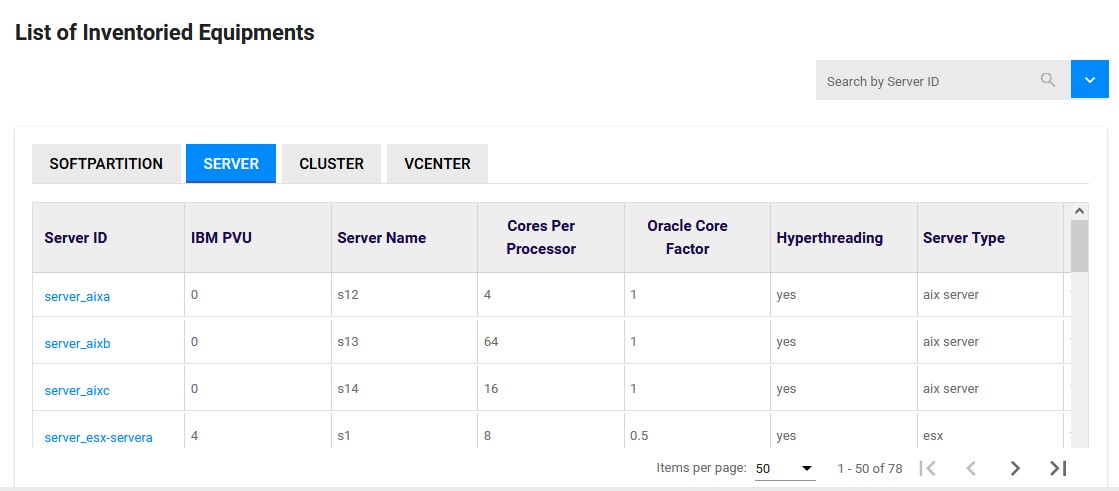 List of Inventoried Equipments
Search by Server ID
SOFTPARTITION SERVER CLUSTER VCENTER
Server ID IBM PVU Server Name Cores Per Processor Oracle Core Factor Hyperthreading Server Type
server_aixa 0 s12 4 1 yes aix server
server_aixb 0 s13 64 1 yes aix server
server_aixc 0 s14 16 1 yes aix server
server_esx-servera 4 s1 8 0.5 yes esx
Items per page: 50 1 - 50 of 78